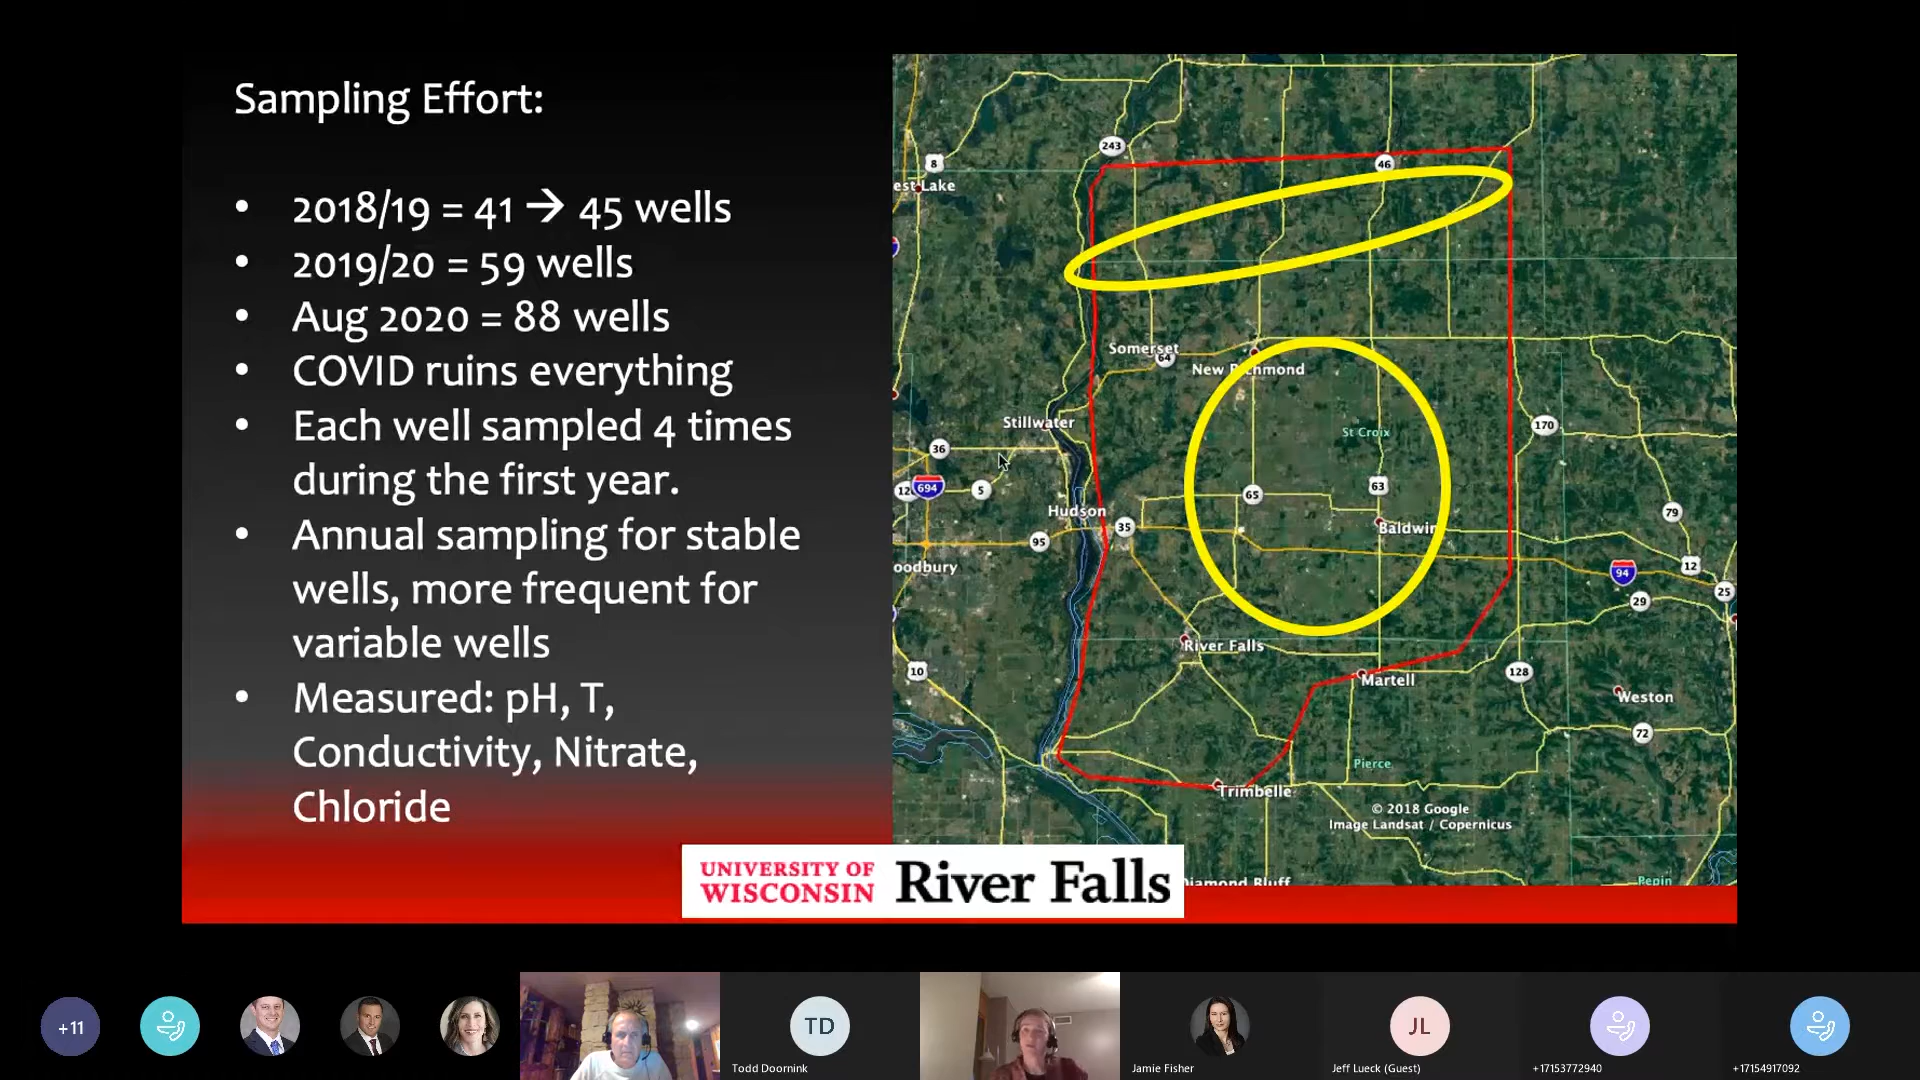 Sampling Effort:
• 2018/19 = 41 → 45 wells
• 2019/20 = 59 wells
• Aug 2020 = 88 wells
• COVID ruins everything
• Each well sampled 4 times
during the first year.
• Annual sampling for stable
wells, more frequent for
variable wells
• Measured: pH, T,
Conductivity, Nitrate,
Chloride
243
8
46
est Lake
Somerset
64
New Richmond
Stillwater
St Croix
170
36
694
5
65
63
Hudson
35
79
Baldwin
95
oodbury
94
12
29
25
River Falls
10
Martell
128
Weston
72
Pierce
Trimbelle
© 2018 Google
Image Landsat / Copernicus
Diamond Bluff
Pepin
UNIVERSITY OF
WISCONSIN
River Falls
+11
TD
Todd Doornink
Jamie Fisher
JL
Jeff Lueck (Guest)
+17153772940
+17154917092